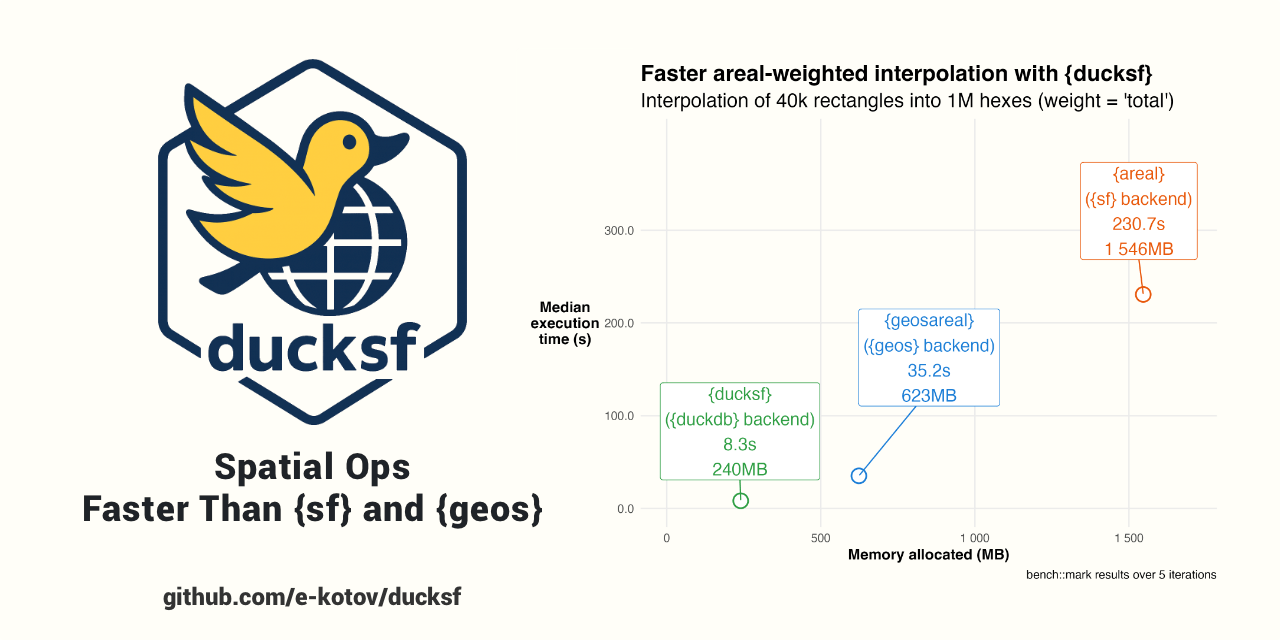 ducksf
Spatial Ops
Faster Than {sf} and {geos}
github.com/e-kotov/ducksf
Faster areal-weighted interpolation with {ducksf}
Interpolation of 40k rectangles into 1M hexes (weight = 'total')
Median
execution
time (s)
300.0
200.0
100.0
0.0
{ducksf}
({duckdb} backend)
8.3s
240MB
{geosareal}
({geos} backend)
35.2s
623MB
{areal}
({sf} backend)
230.7s
1 546MB
0
500
1 000
1 500
Memory allocated (MB)
bench::mark results over 5 iterations